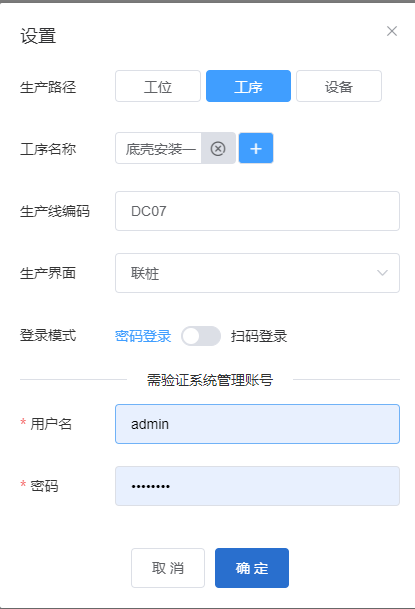 设置
生产路径 工位 工序 设备
工序名称 底壳安装一
生产线编码 DC07
生产界面 联桩
登录模式 密码登录 扫码登录
需验证系统管理账号
* 用户名 admin
* 密码 ••••••••
取 消 确 定